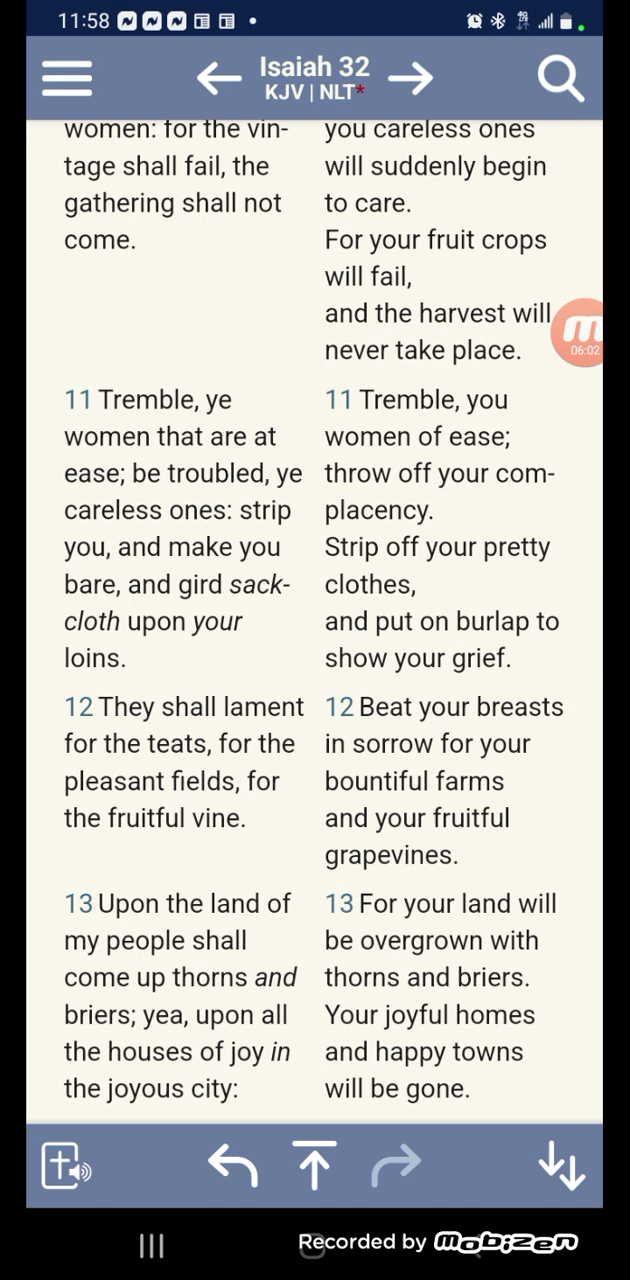 11:58
Isaiah 32
KJV | NLT*
women: for the vin-
tage shall fail, the
gathering shall not
come.
11 Tremble, ye
women that are at
ease; be troubled, ye
careless ones: strip
you, and make you
bare, and gird sack-
cloth upon your
loins.
12 They shall lament
for the teats, for the
pleasant fields, for
the fruitful vine.
13 Upon the land of
my people shall
come up thorns and
briers; yea, upon all
the houses of joy in
the joyous city:
you careless ones
will suddenly begin
to care.
For your fruit crops
will fail,
and the harvest will
never take place.
11 Tremble, you
women of ease;
throw off your com-
placency.
Strip off your pretty
clothes,
and put on burlap to
show your grief.
12 Beat your breasts
in sorrow for your
bountiful farms
and your fruitful
grapevines.
13 For your land will
be overgrown with
thorns and briers.
Your joyful homes
and happy towns
will be gone.
m
06:02
Recorded by mobizen